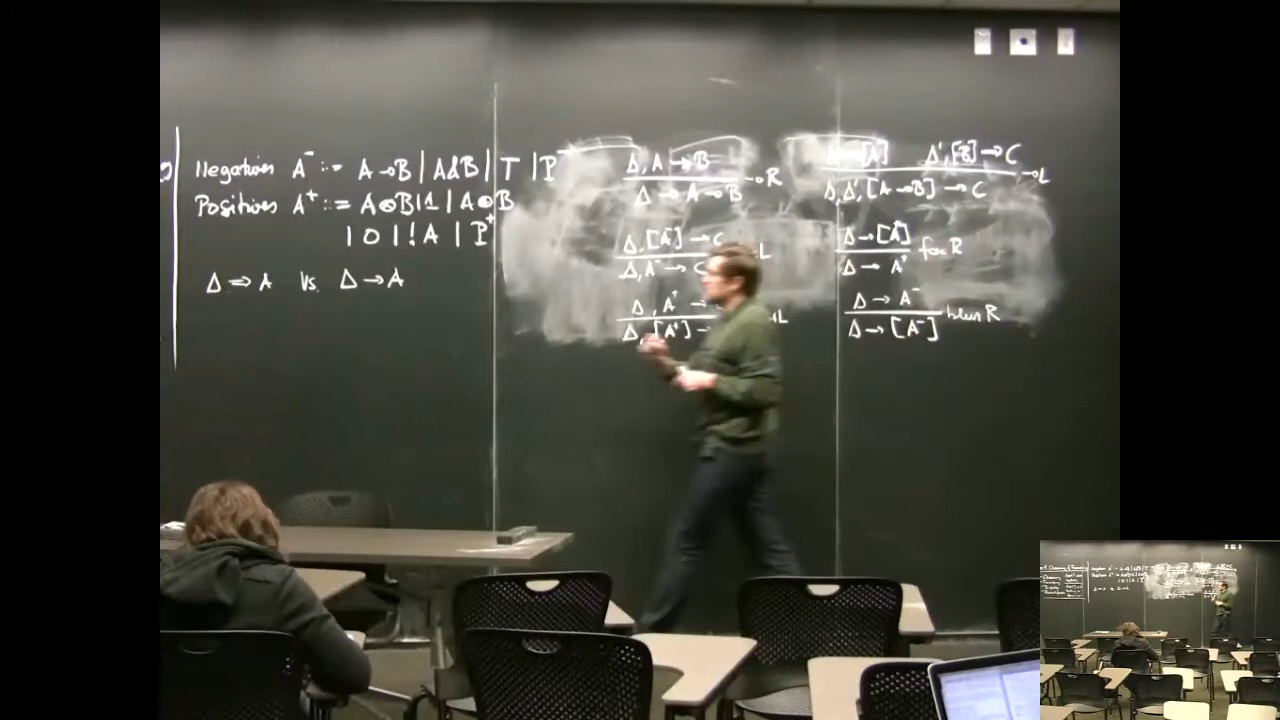 Negatives A⁻ ::= A ⊸ B | A & B | ⊤ | P⁻
Positives A⁺ ::= A ⊗ B | 1 | A ⊕ B
| 0 | ! A | P⁺
Δ ⇒ A vs. Δ → A
Δ, A → B
Δ → A ⊸ B ⊸R
Δ → [A] Δ', [B] → C
Δ, Δ', [A ⊸ B] → C ⊸L
Δ, [A⁻] → C
Δ, A⁻ → C L
Δ → [A⁺]
Δ → A⁺ foc R
Δ, A⁺ →
Δ, [A⁺] → L
Δ → A⁻
Δ → [A⁻] blur R